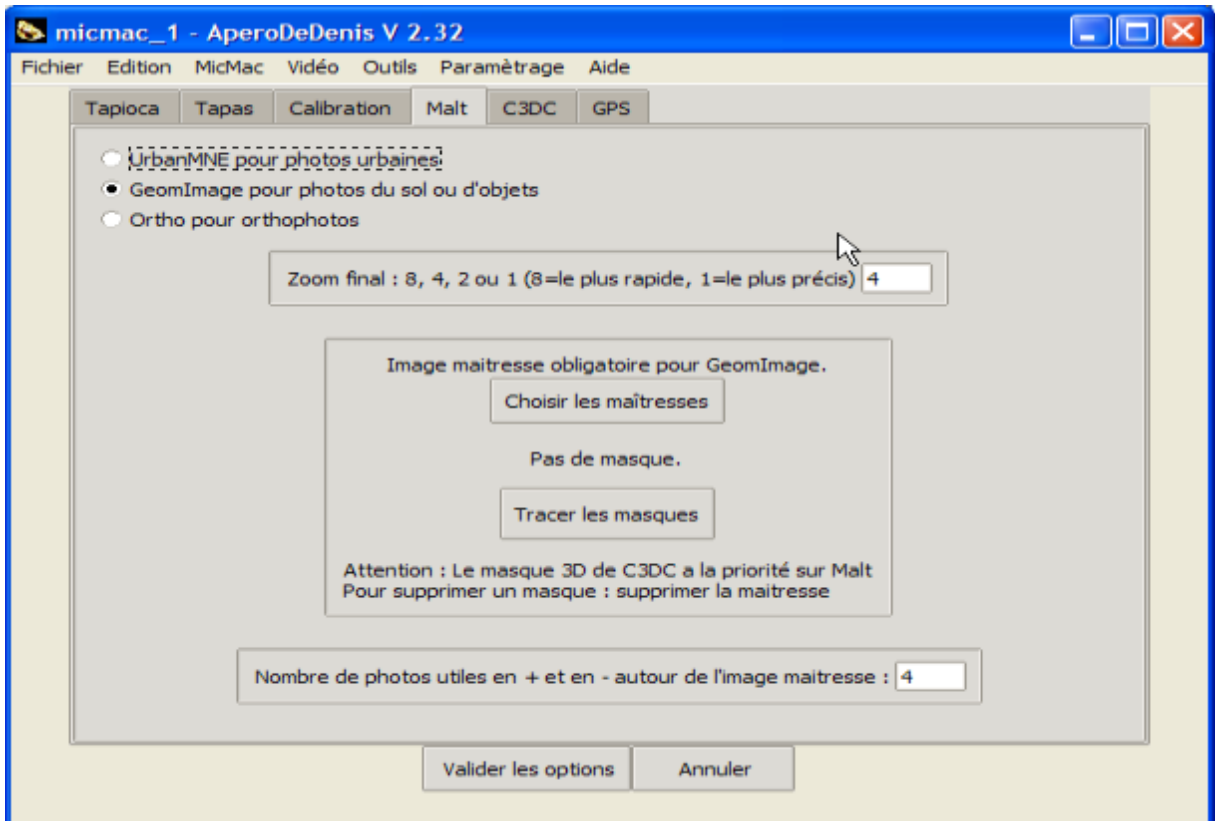 micmac_1 - AperoDeDenis V 2.32
Fichier Edition MicMac Vidéo Outils Paramètrage Aide
Tapioca Tapas Calibration Malt C3DC GPS
UrbanMNE pour photos urbaines
GeomImage pour photos du sol ou d'objets
Ortho pour orthophotos
Zoom final : 8, 4, 2 ou 1 (8=le plus rapide, 1=le plus précis) 4
Image maitresse obligatoire pour GeomImage.
Choisir les maîtresses
Pas de masque.
Tracer les masques
Attention : Le masque 3D de C3DC a la priorité sur Malt
Pour supprimer un masque : supprimer la maitresse
Nombre de photos utiles en + et en - autour de l'image maitresse : 4
Valider les options Annuler